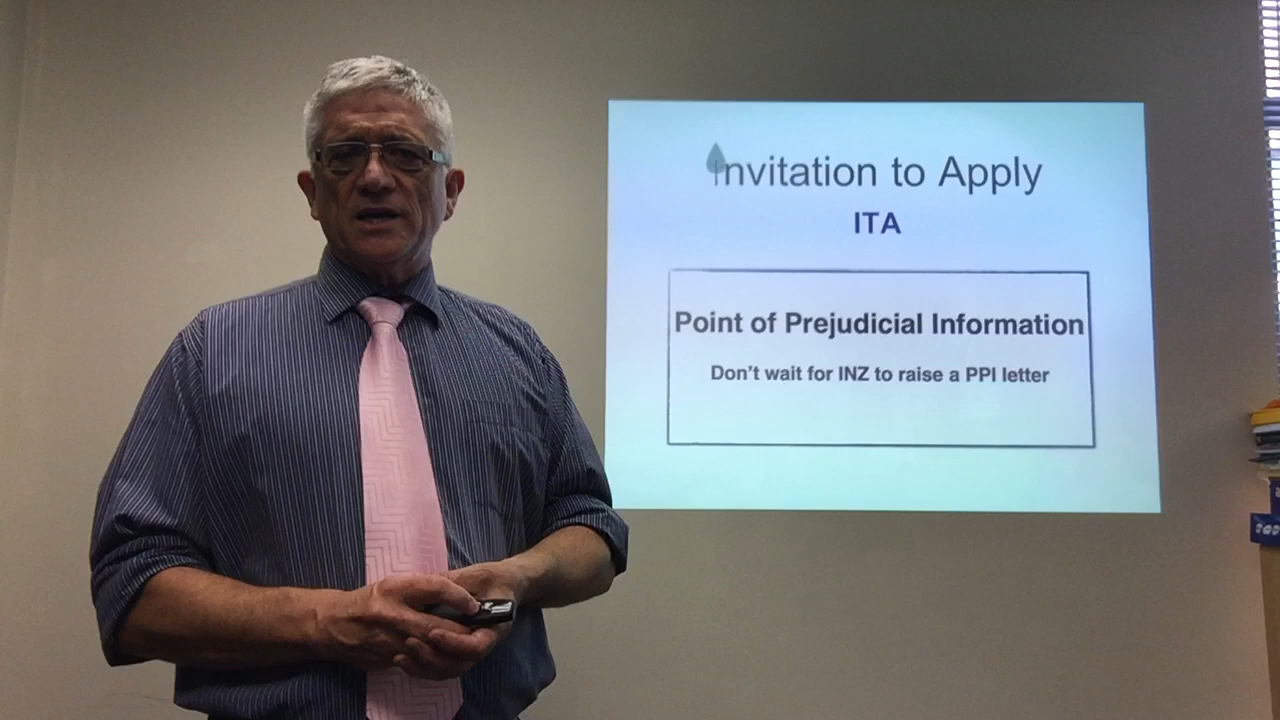 Invitation to Apply
ITA
Point of Prejudicial Information
Don't wait for INZ to raise a PPI letter